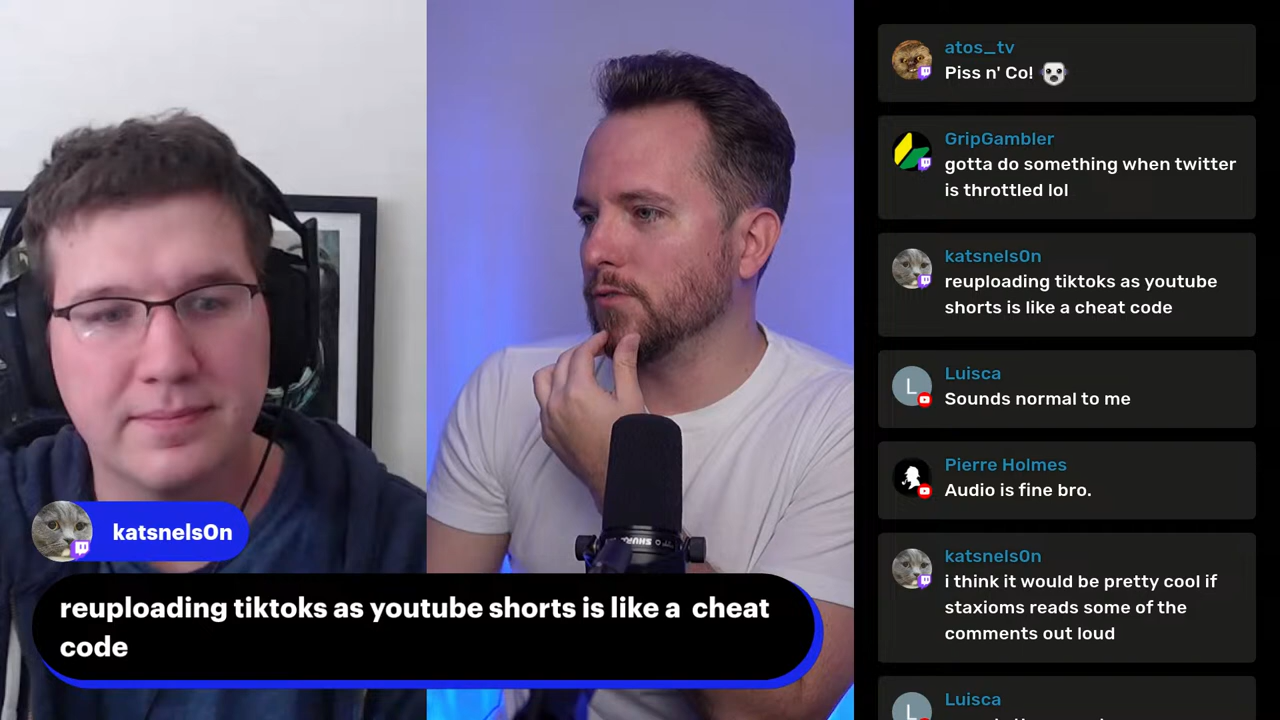 katsnels0n
reuploading tiktoks as youtube shorts is like a cheat
code
SHURE
atos_tv
Piss n' Co!
GripGambler
gotta do something when twitter
is throttled lol
katsnels0n
reuploading tiktoks as youtube
shorts is like a cheat code
L
Luisca
Sounds normal to me
Pierre Holmes
Audio is fine bro.
katsnels0n
i think it would be pretty cool if
staxioms reads some of the
comments out loud
L
Luisca